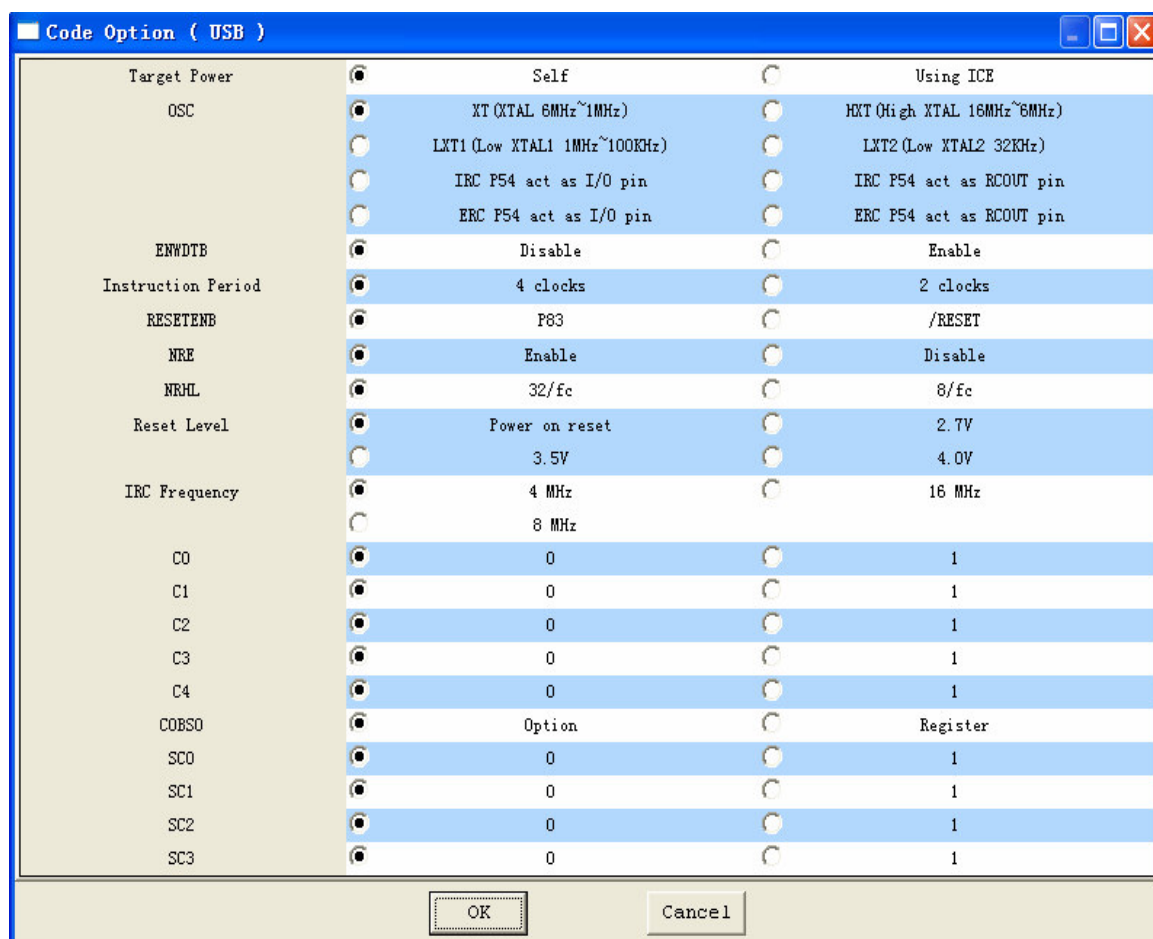 Code Option ( USB )
Target Power Self Using ICE
OSC XT(XTAL 6MHz~1MHz) HXT(High XTAL 16MHz~6MHz)
LXT1(Low XTAL1 1MHz~100KHz) LXT2(Low XTAL2 32KHz)
IRC P54 act as I/O pin IRC P54 act as RCOUT pin
ERC P54 act as I/O pin ERC P54 act as RCOUT pin
ENWDTB Disable Enable
Instruction Period 4 clocks 2 clocks
RESETENB P83 /RESET
NRE Enable Disable
NRHL 32/fc 8/fc
Reset Level Power on reset 2.7V
3.5V 4.0V
IRC Frequency 4 MHz 16 MHz
8 MHz
C0 0 1
C1 0 1
C2 0 1
C3 0 1
C4 0 1
COBSO Option Register
SC0 0 1
SC1 0 1
SC2 0 1
SC3 0 1
OK Cancel